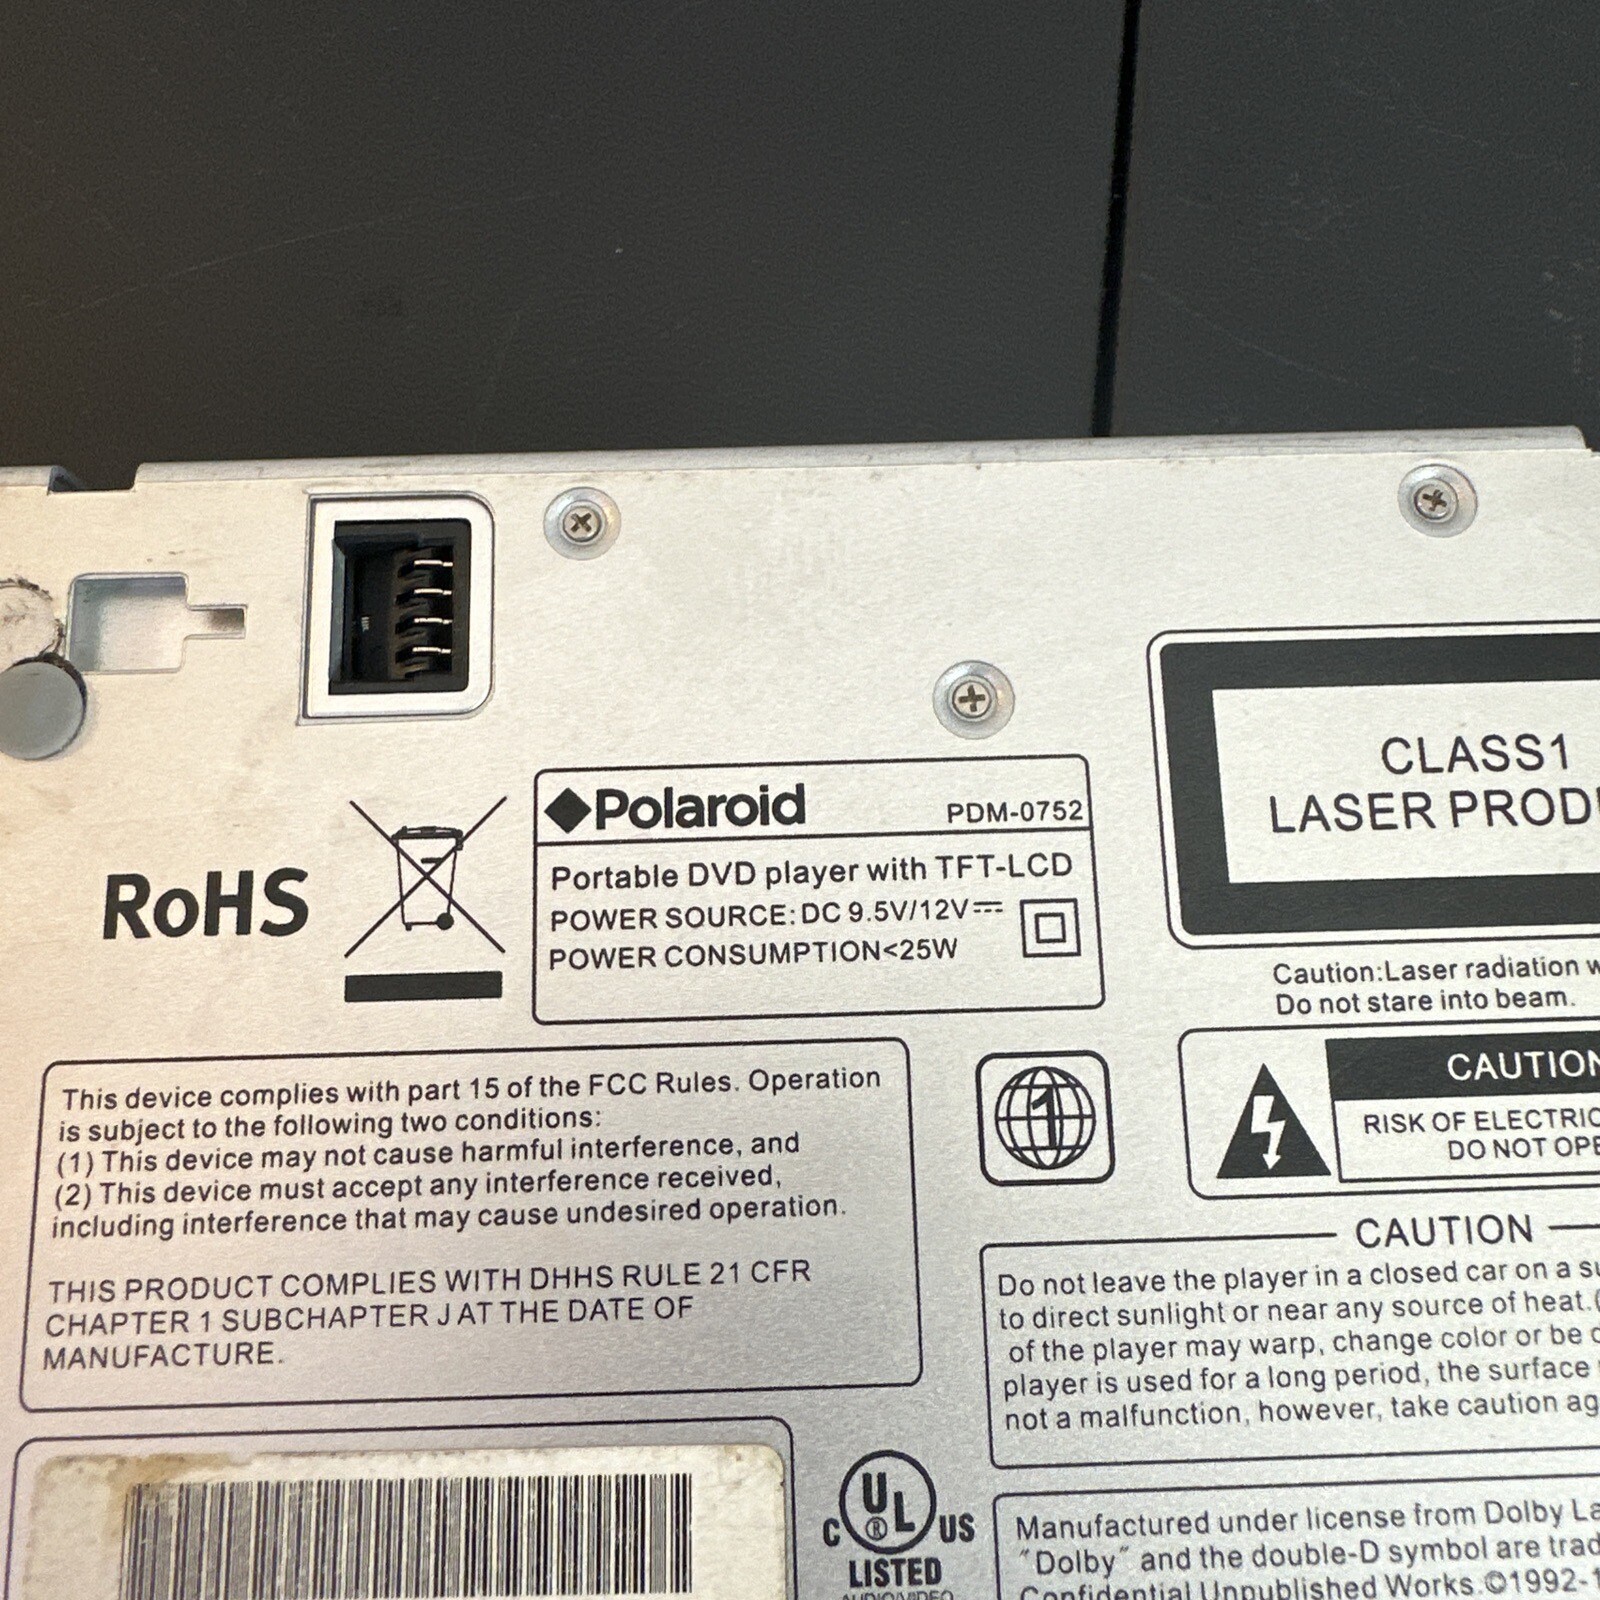 Polaroid PDM-0752
Portable DVD player with TFT-LCD
POWER SOURCE: DC 9.5V/12V
POWER CONSUMPTION<25W
RoHS
CLASS1
LASER
Caution:Laser radiation
Do not stare into beam.
This device complies with part 15 of the FCC Rules. Operation
is subject to the following two conditions:
(1) This device may not cause harmful interference, and
(2) This device must accept any interference received,
including interference that may cause undesired operation.
THIS PRODUCT COMPLIES WITH DHHS RULE 21 CFR
CHAPTER 1 SUBCHAPTER J AT THE DATE OF
MANUFACTURE.
1
CAUTION
RISK OF
DO NOT
CAUTION
Do not leave the player in a closed car on a
to direct sunlight or near any source of heat.
of the player may warp, change color or be
player is used for a long period, the surface
not a malfunction, however, take caution
C UL ® US
LISTED
AUDIO/VIDEO
Manufactured under license from Dolby
"Dolby" and the double-D symbol are
Confidential Unpublished Works.©1992-1